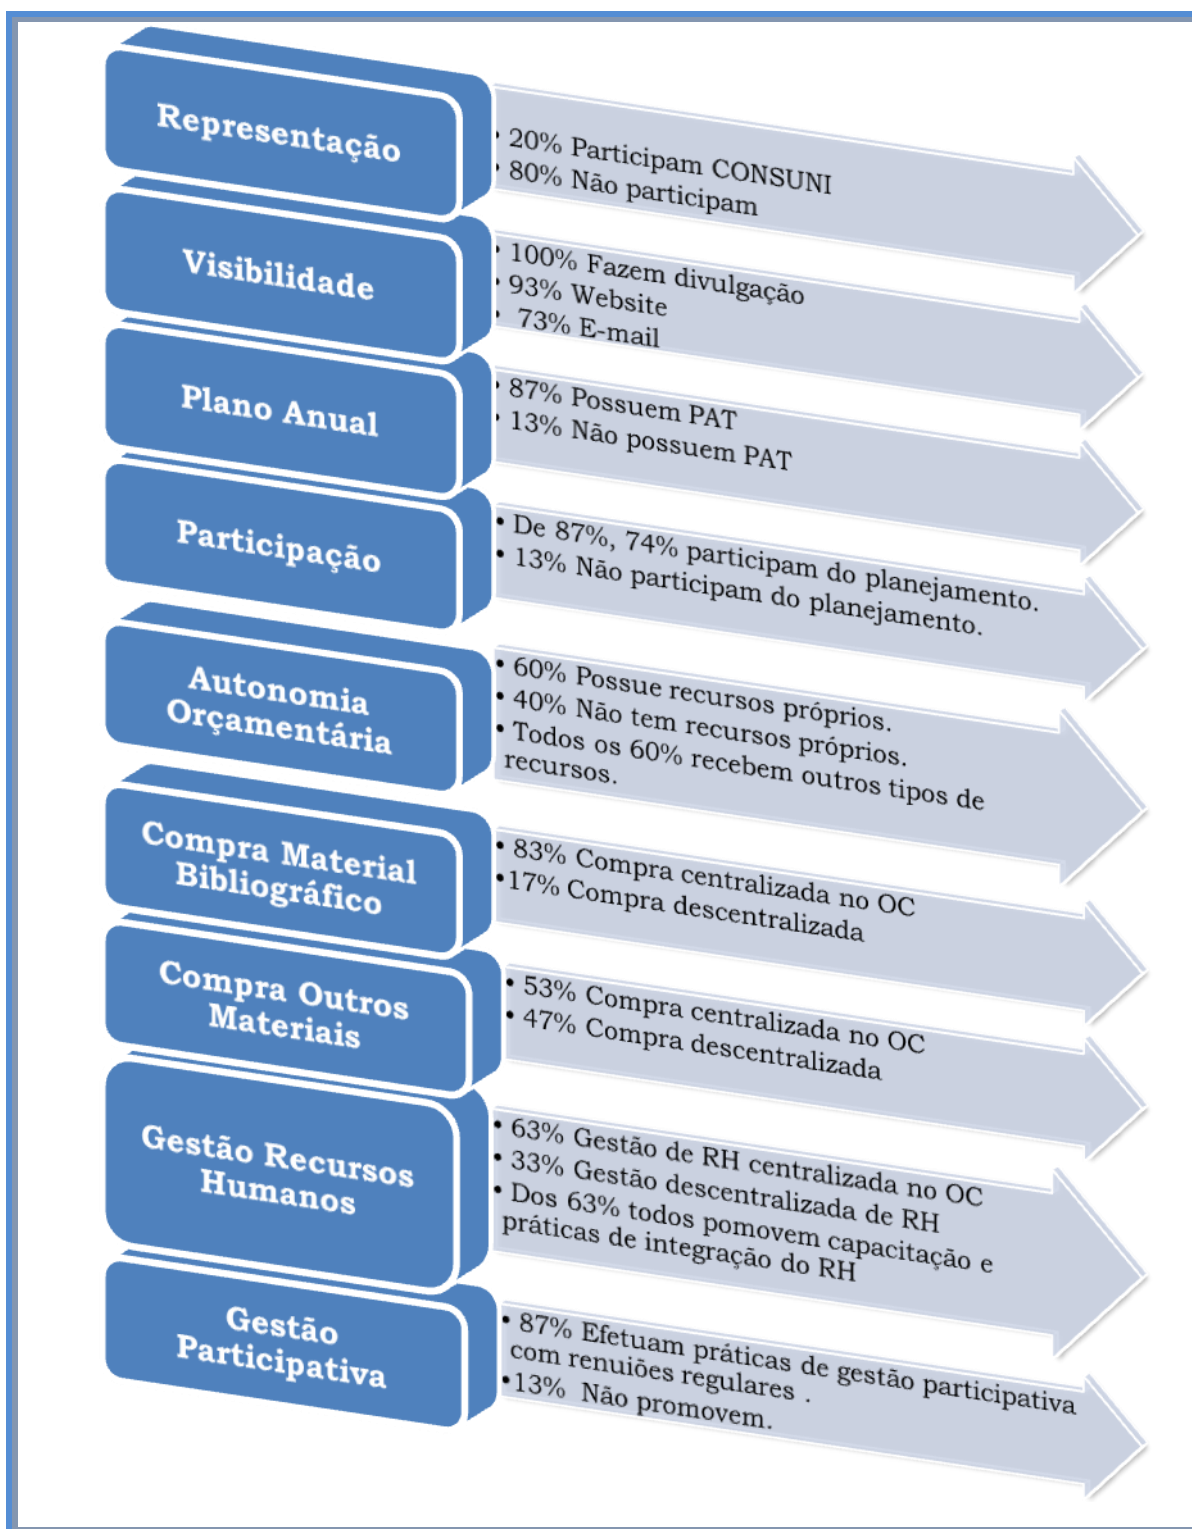 Representação
• 20% Participam CONSUNI
• 80% Não participam
Visibilidade
• 100% Fazem divulgação
• 93% Website
• 73% E-mail
Plano Anual
• 87% Possuem PAT
• 13% Não possuem PAT
Participação
• De 87%, 74% participam do planejamento.
• 13% Não participam do planejamento.
Autonomia
Orçamentária
• 60% Possue recursos próprios.
• 40% Não tem recursos próprios.
• Todos os 60% recebem outros tipos de
recursos.
Compra Material
Bibliográfico
• 83% Compra centralizada no OC
•17% Compra descentralizada
Compra Outros
Materiais
• 53% Compra centralizada no OC
• 47% Compra descentralizada
Gestão Recursos
Humanos
• 63% Gestão de RH centralizada no OC
• 33% Gestão descentralizada de RH
• Dos 63% todos pomovem capacitação e
práticas de integração do RH
Gestão
Participativa
• 87% Efetuam práticas de gestão participativa
com renuiões regulares .
•13% Não promovem.